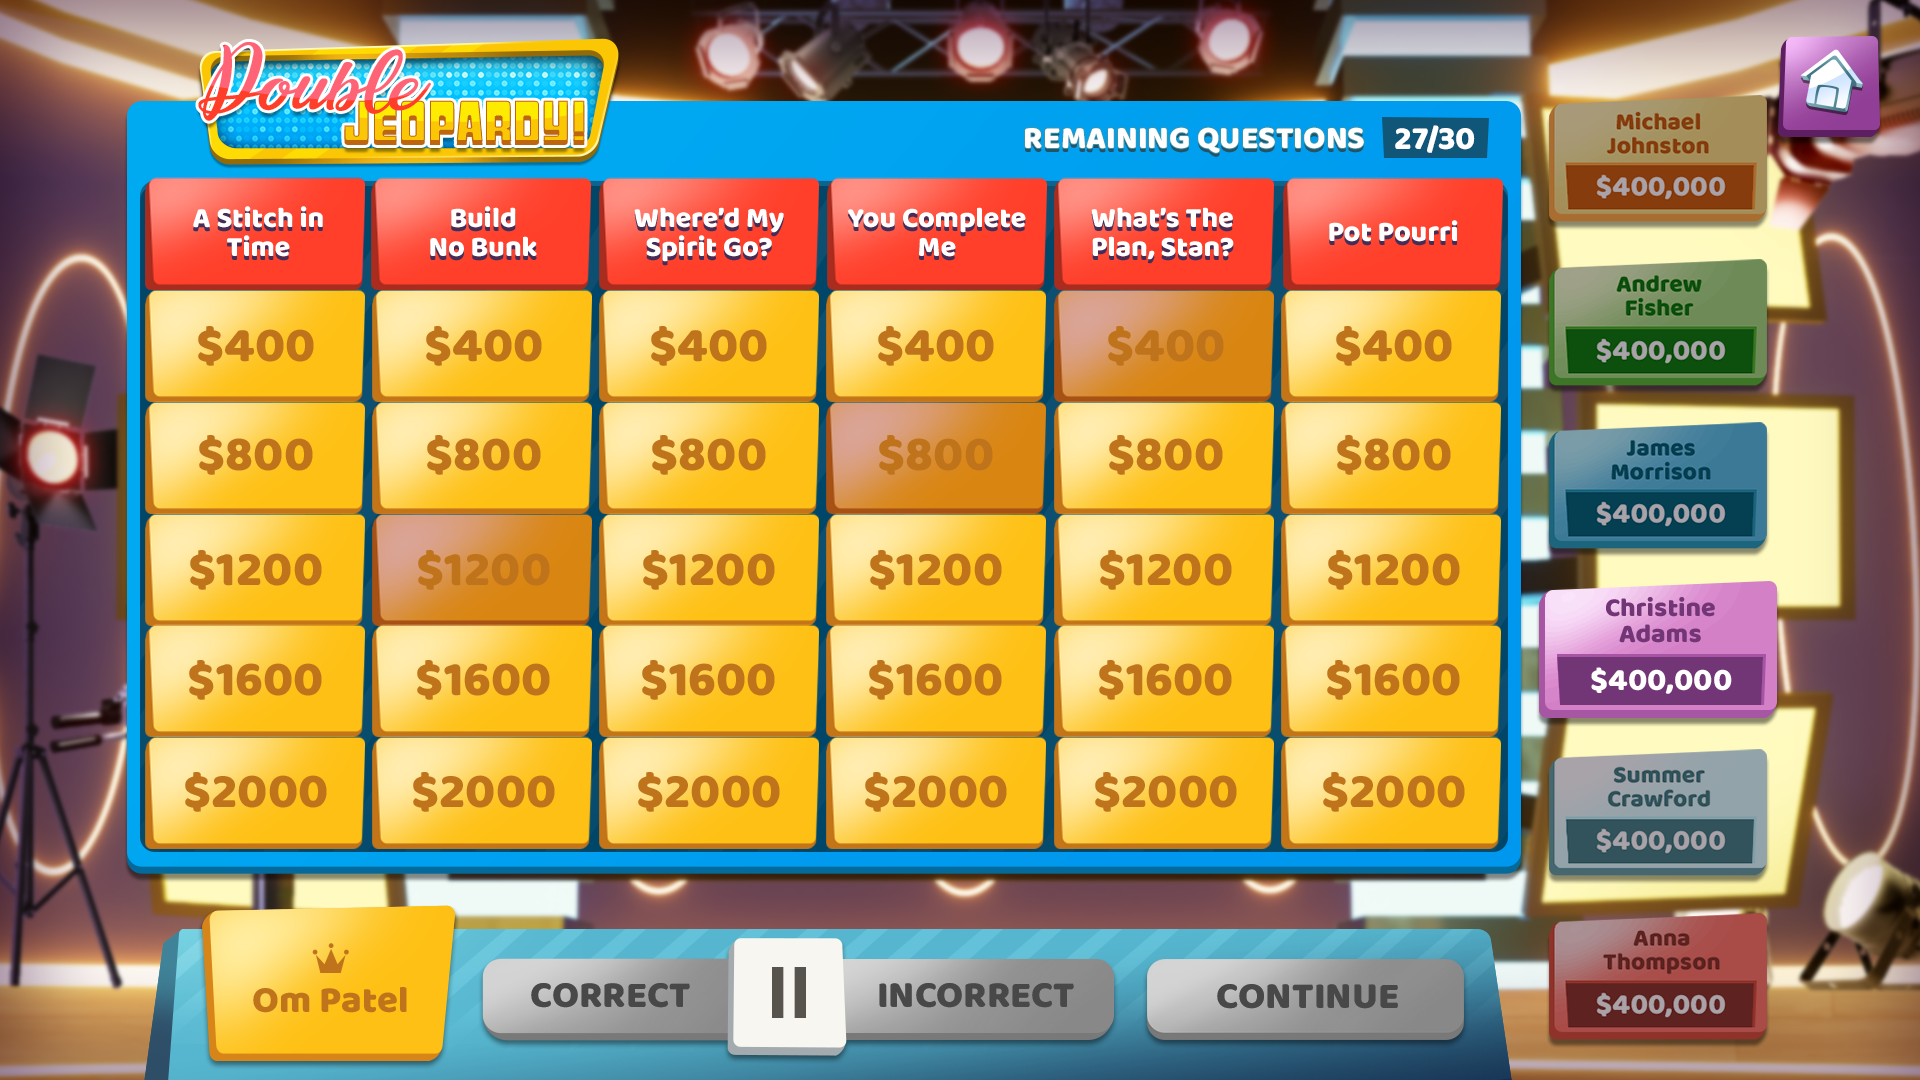 Double
JEOPARDY!
REMAINING QUESTIONS 27/30
A Stitch in
Time
Build
No Bunk
Where'd My
Spirit Go?
You Complete
Me
What's The
Plan, Stan?
Pot Pourri
$400 $400 $400 $400 $400 $400
$800 $800 $800 $800 $800 $800
$1200 $1200 $1200 $1200 $1200 $1200
$1600 $1600 $1600 $1600 $1600 $1600
$2000 $2000 $2000 $2000 $2000 $2000
Michael
Johnston
$400,000
Andrew
Fisher
$400,000
James
Morrison
$400,000
Christine
Adams
$400,000
Summer
Crawford
$400,000
Anna
Thompson
$400,000
Om Patel
CORRECT
INCORRECT
CONTINUE